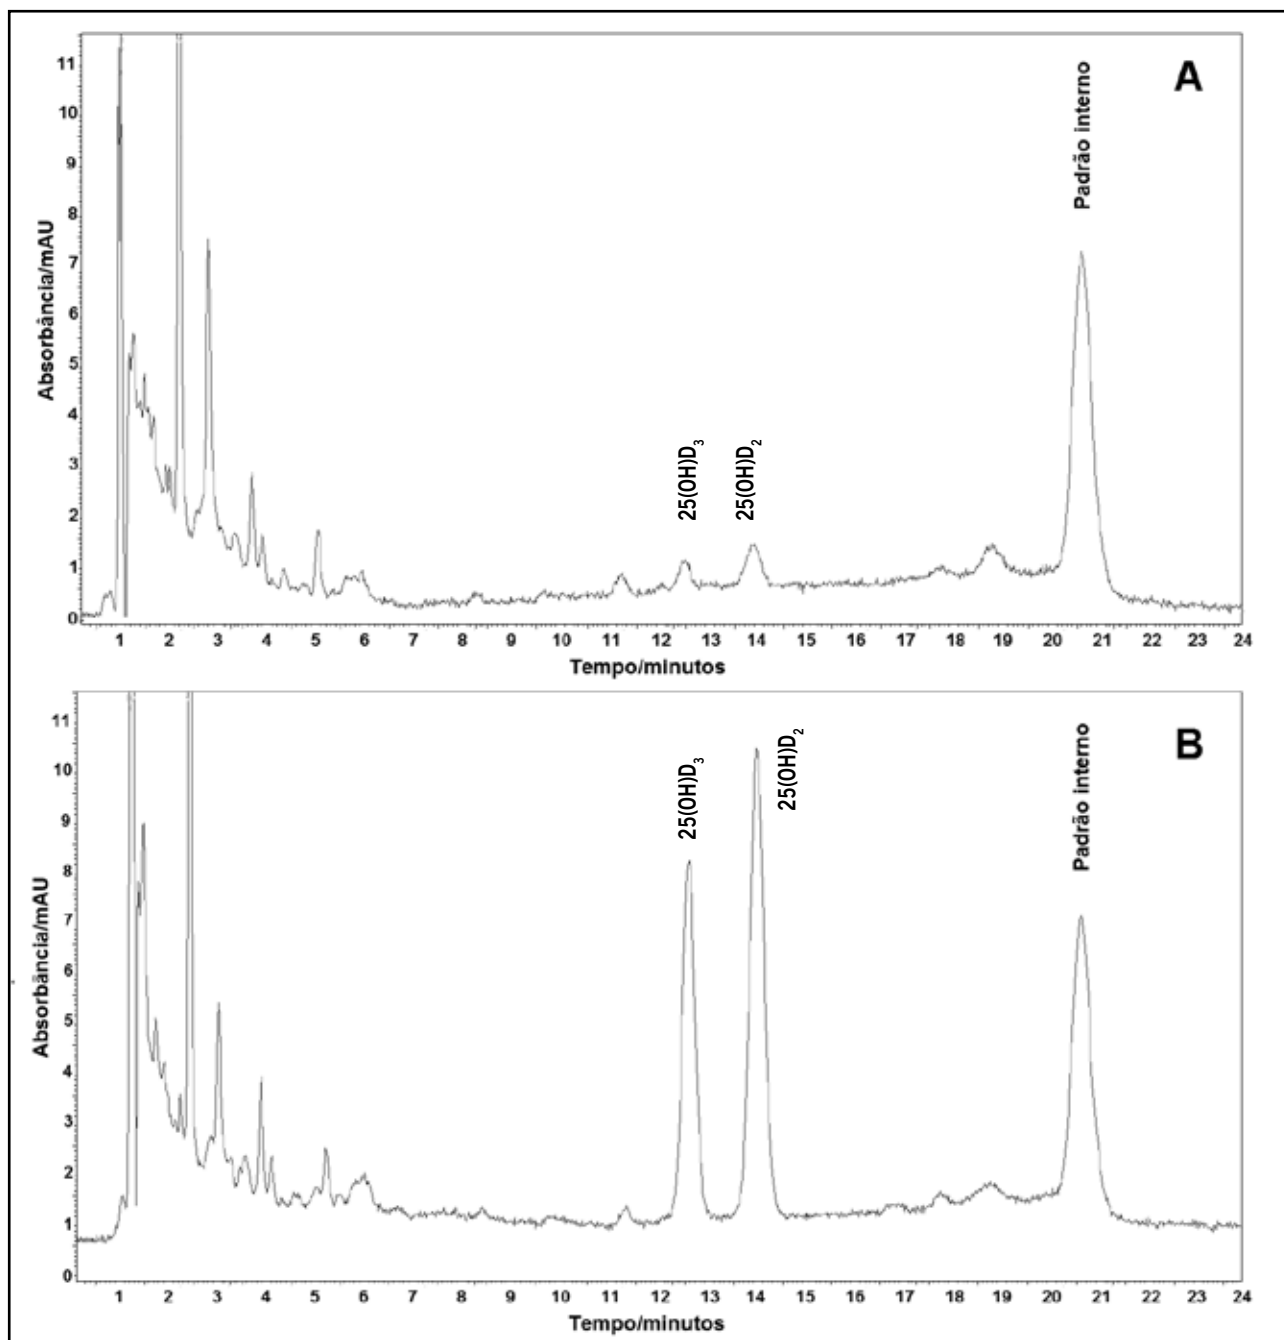 A
11
10
9
8
7
6
5
4
3
2
1
0
Absorbância/mAU
25(OH)D₃
25(OH)D₂
Padrão interno
1 2 3 4 5 6 7 8 9 10 11 12 13 14 15 16 17 18 19 20 21 22 23 24
Tempo/minutos
B
11
10
9
8
7
6
5
4
3
2
1
0
Absorbância/mAU
25(OH)D₃
25(OH)D₂
Padrão interno
1 2 3 4 5 6 7 8 9 10 11 12 13 14 15 16 17 18 19 20 21 22 23 24
Tempo/minutos